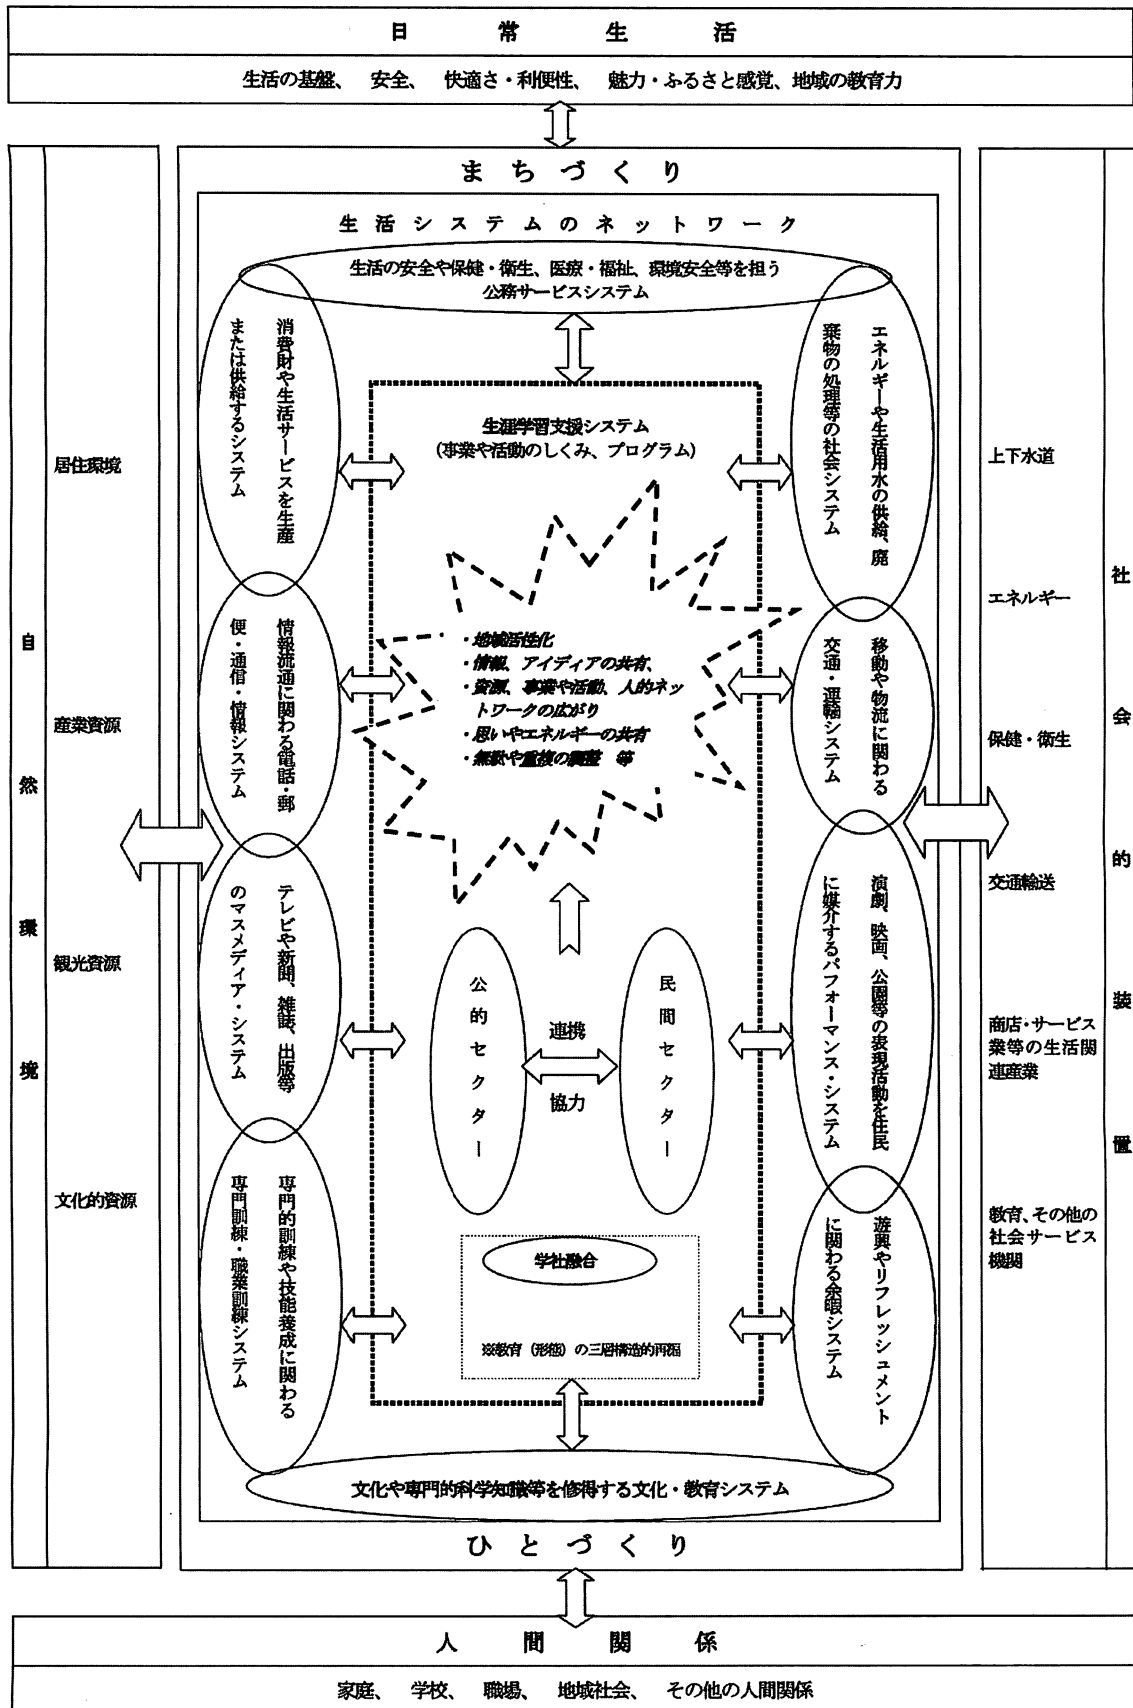 日常生活
生活の基盤、 安全、 快適さ・利便性、 魅力・ふるさと感覚、地域の教育力
自然環境
居住環境
産業資源
観光資源
文化的資源
まちづくり
生活システムのネットワーク
生活の安全や保健・衛生、医療・福祉、環境安全等を担う
公務サービスシステム
消費財や生活サービスを生産
または供給するシステム
情報流通に関わる電話・郵
便・通信・情報システム
テレビや新聞、雑誌、出版等
のマスメディア・システム
専門的訓練や技能養成に関わる
専門訓練・職業訓練システム
生涯学習支援システム
(事業や活動のしくみ、プログラム)
・地域活性化
・情報、アイディアの共有、
・資源、事業や活動、人的ネッ
トワークの広がり
・思いやエネルギーの共有
・無駄や重複の調整 等
公的セクター
連携
協力
民間セクター
学社融合
※教育(形態)の三層構造的再編
エネルギーや生活用水の供給、廃
棄物の処理等の社会システム
移動や物流に関わる
交通・運輸システム
演劇、映画、公園等の表現活動を住民
に媒介するパフォーマンス・システム
遊興やリフレッシュメント
に関わる余暇システム
文化や専門的科学知識等を修得する文化・教育システム
ひとづくり
上下水道
エネルギー
保健・衛生
交通輸送
商店・サービス
業等の生活関
連産業
教育、その他の
社会サービス
機関
社会的装置
人間関係
家庭、 学校、 職場、 地域社会、 その他の人間関係